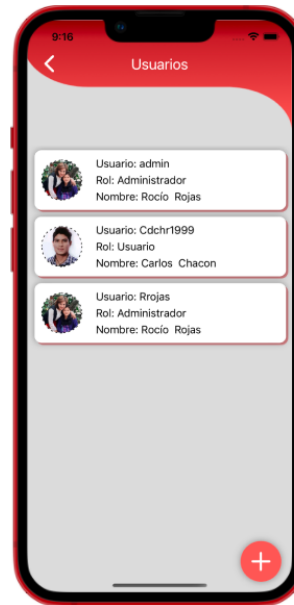 9:16
Usuarios
Usuario: admin
Rol: Administrador
Nombre: Rocío Rojas
Usuario: Cdchr1999
Rol: Usuario
Nombre: Carlos Chacon
Usuario: Rrojas
Rol: Administrador
Nombre: Rocío Rojas